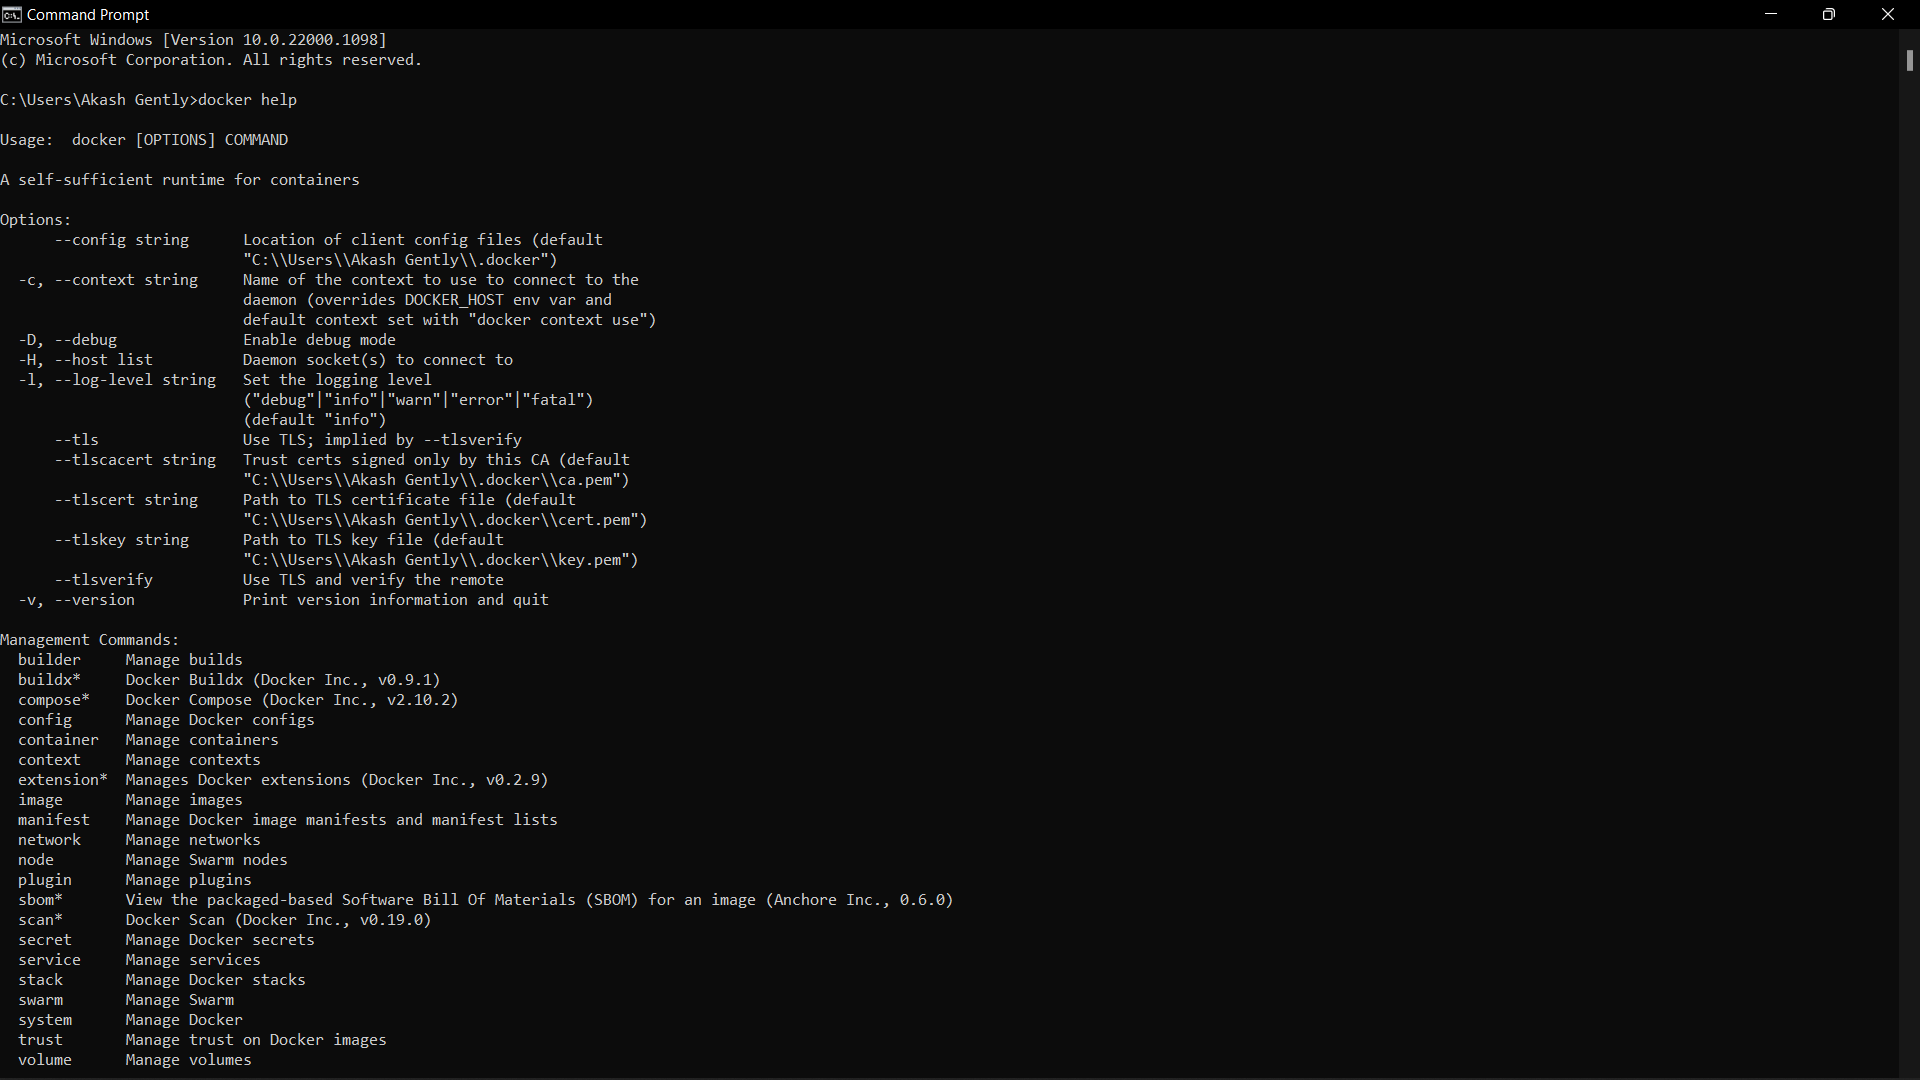 Command Prompt
Microsoft Windows [Version 10.0.22000.1098]
(c) Microsoft Corporation. All rights reserved.
C:\Users\Akash Gently>docker help
Usage:  docker [OPTIONS] COMMAND
A self-sufficient runtime for containers
Options:
      --config string      Location of client config files (default
                           "C:\\Users\\Akash Gently\\.docker")
  -c, --context string     Name of the context to use to connect to the
                           daemon (overrides DOCKER_HOST env var and
                           default context set with "docker context use")
  -D, --debug              Enable debug mode
  -H, --host list          Daemon socket(s) to connect to
  -l, --log-level string   Set the logging level
                           ("debug"|"info"|"warn"|"error"|"fatal")
                           (default "info")
      --tls                Use TLS; implied by --tlsverify
      --tlscacert string   Trust certs signed only by this CA (default
                           "C:\\Users\\Akash Gently\\.docker\\ca.pem")
      --tlscert string     Path to TLS certificate file (default
                           "C:\\Users\\Akash Gently\\.docker\\cert.pem")
      --tlskey string      Path to TLS key file (default
                           "C:\\Users\\Akash Gently\\.docker\\key.pem")
      --tlsverify          Use TLS and verify the remote
  -v, --version            Print version information and quit
Management Commands:
  builder     Manage builds
  buildx*     Docker Buildx (Docker Inc., v0.9.1)
  compose*    Docker Compose (Docker Inc., v2.10.2)
  config      Manage Docker configs
  container   Manage containers
  context     Manage contexts
  extension*  Manages Docker extensions (Docker Inc., v0.2.9)
  image       Manage images
  manifest    Manage Docker image manifests and manifest lists
  network     Manage networks
  node        Manage Swarm nodes
  plugin      Manage plugins
  sbom*       View the packaged-based Software Bill Of Materials (SBOM) for an image (Anchore Inc., 0.6.0)
  scan*       Docker Scan (Docker Inc., v0.19.0)
  secret      Manage Docker secrets
  service     Manage services
  stack       Manage Docker stacks
  swarm       Manage Swarm
  system      Manage Docker
  trust       Manage trust on Docker images
  volume      Manage volumes